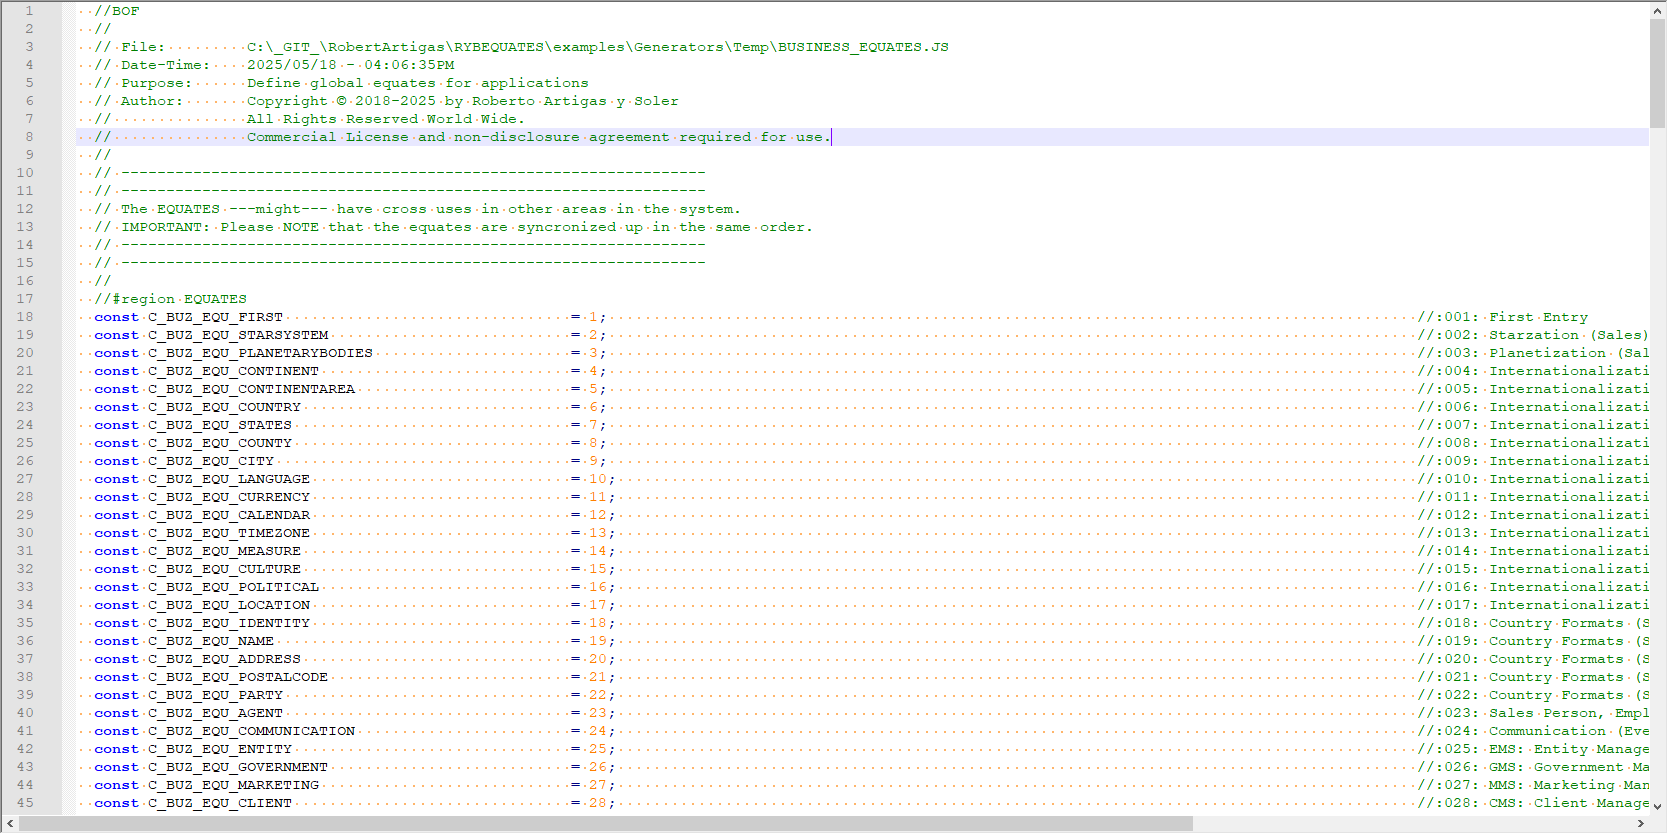 1 //BOF
2 //
3 // File: C:\_GIT_\RobertArtigas\RYBEQUATES\examples\Generators\Temp\BUSINESS_EQUATES.JS
4 // Date-Time: 2025/05/18 - 04:06:35PM
5 // Purpose: Define global equates for applications
6 // Author: Copyright © 2018-2025 by Roberto Artigas y Soler
7 // All Rights Reserved World Wide.
8 // Commercial License and non-disclosure agreement required for use.
9 //
10 // -----------------------------------------------------------------
11 // -----------------------------------------------------------------
12 // The EQUATES ---might--- have cross uses in other areas in the system.
13 // IMPORTANT: Please NOTE that the equates are syncronized up in the same order.
14 // -----------------------------------------------------------------
15 // -----------------------------------------------------------------
16 //
17 //#region EQUATES
18 const C_BUZ_EQU_FIRST = 1; //:001: First Entry
19 const C_BUZ_EQU_STARSYSTEM = 2; //:002: Starzation (Sales)
20 const C_BUZ_EQU_PLANETARYBODIES = 3; //:003: Planetization (Sal
21 const C_BUZ_EQU_CONTINENT = 4; //:004: Internationalizati
22 const C_BUZ_EQU_CONTINENTAREA = 5; //:005: Internationalizati
23 const C_BUZ_EQU_COUNTRY = 6; //:006: Internationalizati
24 const C_BUZ_EQU_STATES = 7; //:007: Internationalizati
25 const C_BUZ_EQU_COUNTY = 8; //:008: Internationalizati
26 const C_BUZ_EQU_CITY = 9; //:009: Internationalizati
27 const C_BUZ_EQU_LANGUAGE = 10; //:010: Internationalizati
28 const C_BUZ_EQU_CURRENCY = 11; //:011: Internationalizati
29 const C_BUZ_EQU_CALENDAR = 12; //:012: Internationalizati
30 const C_BUZ_EQU_TIMEZONE = 13; //:013: Internationalizati
31 const C_BUZ_EQU_MEASURE = 14; //:014: Internationalizati
32 const C_BUZ_EQU_CULTURE = 15; //:015: Internationalizati
33 const C_BUZ_EQU_POLITICAL = 16; //:016: Internationalizati
34 const C_BUZ_EQU_LOCATION = 17; //:017: Internationalizati
35 const C_BUZ_EQU_IDENTITY = 18; //:018: Country Formats (S
36 const C_BUZ_EQU_NAME = 19; //:019: Country Formats (S
37 const C_BUZ_EQU_ADDRESS = 20; //:020: Country Formats (S
38 const C_BUZ_EQU_POSTALCODE = 21; //:021: Country Formats (S
39 const C_BUZ_EQU_PARTY = 22; //:022: Country Formats (S
40 const C_BUZ_EQU_AGENT = 23; //:023: Sales Person, Empl
41 const C_BUZ_EQU_COMMUNICATION = 24; //:024: Communication (Eve
42 const C_BUZ_EQU_ENTITY = 25; //:025: EMS: Entity Manage
43 const C_BUZ_EQU_GOVERNMENT = 26; //:026: GMS: Government Ma
44 const C_BUZ_EQU_MARKETING = 27; //:027: MMS: Marketing Man
45 const C_BUZ_EQU_CLIENT = 28; //:028: CMS: Client Manage